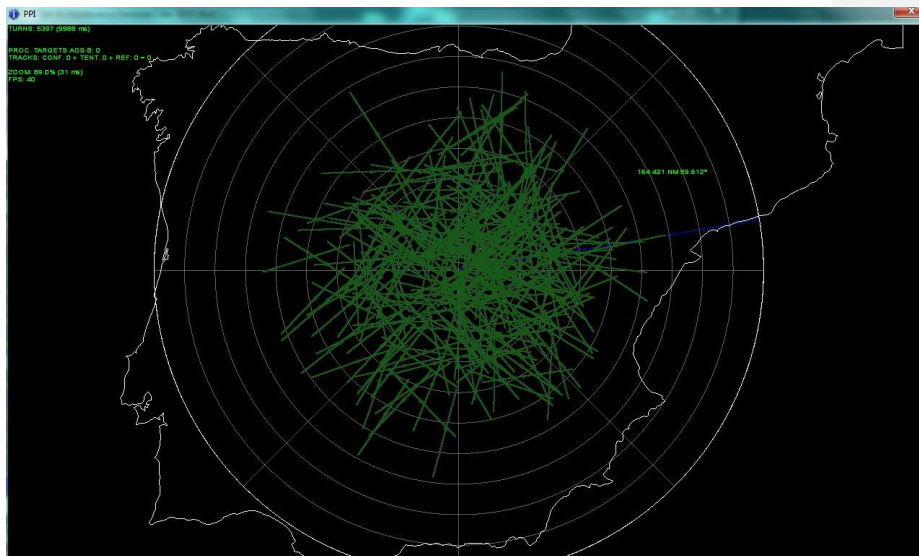 PPI
TURNS: 5397 (9988 ms)
PROC. TARGETS ADS-B: 0
TRACKS: CONF. 0 + TENT. 0 + REF: 0 = 0
ZOOM: 89.0% (31 ms)
FPS: 40
164.421 NM 59.612°